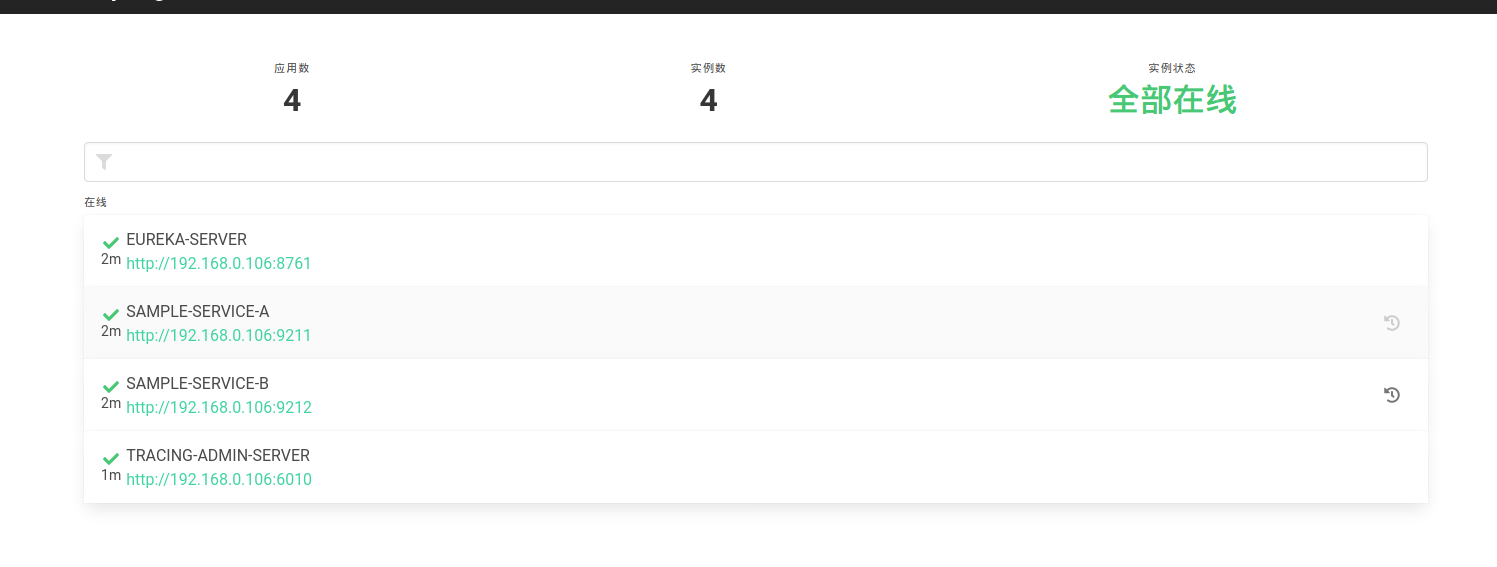 应用数
4
实例数
4
实例状态
全部在线
在线
EUREKA-SERVER
2m http://192.168.0.106:8761
SAMPLE-SERVICE-A
2m http://192.168.0.106:9211
SAMPLE-SERVICE-B
2m http://192.168.0.106:9212
TRACING-ADMIN-SERVER
1m http://192.168.0.106:6010